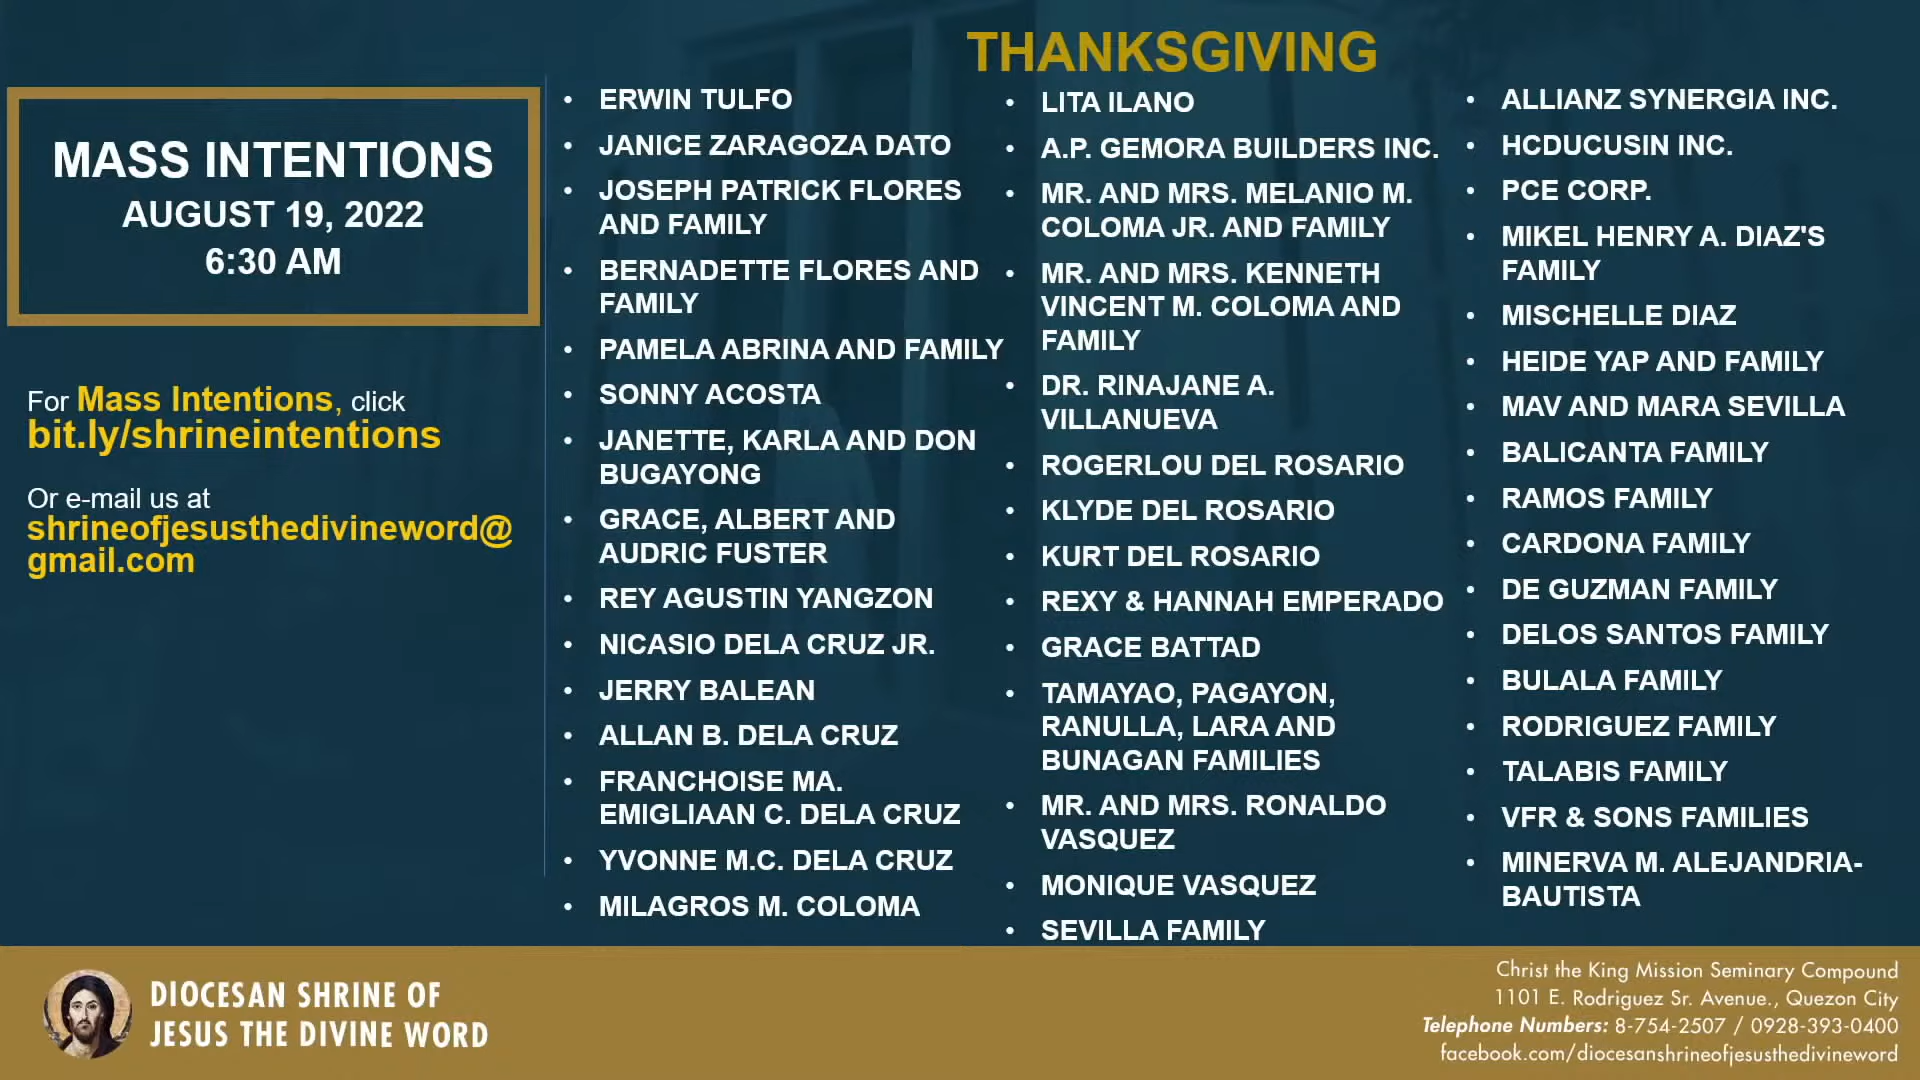 THANKSGIVING
MASS INTENTIONS
AUGUST 19, 2022
6:30 AM
For Mass Intentions, click
bit.ly/shrineintentions
Or e-mail us at
shrineofjesusthedivineword@
gmail.com
• ERWIN TULFO
• JANICE ZARAGOZA DATO
• JOSEPH PATRICK FLORES
AND FAMILY
• BERNADETTE FLORES AND
FAMILY
• PAMELA ABRINA AND FAMILY
• SONNY ACOSTA
• JANETTE, KARLA AND DON
BUGAYONG
• GRACE, ALBERT AND
AUDRIC FUSTER
• REY AGUSTIN YANGZON
• NICASIO DELA CRUZ JR.
• JERRY BALEAN
• ALLAN B. DELA CRUZ
• FRANCHOISE MA.
EMIGLIAAN C. DELA CRUZ
• YVONNE M.C. DELA CRUZ
• MILAGROS M. COLOMA
• LITA ILANO
• A.P. GEMORA BUILDERS INC.
• MR. AND MRS. MELANIO M.
COLOMA JR. AND FAMILY
• MR. AND MRS. KENNETH
VINCENT M. COLOMA AND
FAMILY
• DR. RINAJANE A.
VILLANUEVA
• ROGERLOU DEL ROSARIO
• KLYDE DEL ROSARIO
• KURT DEL ROSARIO
• REXY & HANNAH EMPERADO
• GRACE BATTAD
• TAMAYAO, PAGAYON,
RANULLA, LARA AND
BUNAGAN FAMILIES
• MR. AND MRS. RONALDO
VASQUEZ
• MONIQUE VASQUEZ
• SEVILLA FAMILY
• ALLIANZ SYNERGIA INC.
• HCDUCUSIN INC.
• PCE CORP.
• MIKEL HENRY A. DIAZ'S
FAMILY
• MISCHELLE DIAZ
• HEIDE YAP AND FAMILY
• MAV AND MARA SEVILLA
• BALICANTA FAMILY
• RAMOS FAMILY
• CARDONA FAMILY
• DE GUZMAN FAMILY
• DELOS SANTOS FAMILY
• BULALA FAMILY
• RODRIGUEZ FAMILY
• TALABIS FAMILY
• VFR & SONS FAMILIES
• MINERVA M. ALEJANDRIA-
BAUTISTA
DIOCESAN SHRINE OF
JESUS THE DIVINE WORD
Christ the King Mission Seminary Compound
1101 E. Rodriguez Sr. Avenue., Quezon City
Telephone Numbers: 8-754-2507 / 0928-393-0400
facebook.com/diocesanshrineofjesusthedivineword